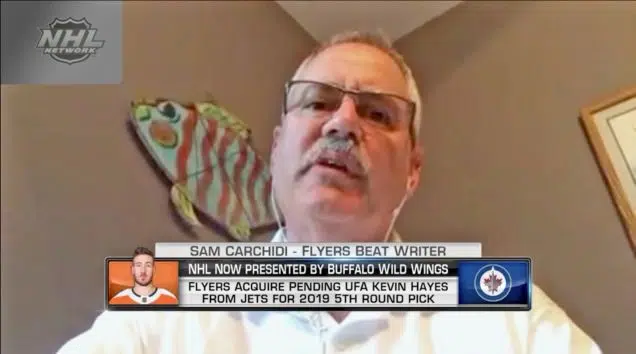 NHL
NETWORK
SAM CARCHIDI - FLYERS BEAT WRITER
NHL NOW PRESENTED BY BUFFALO WILD WINGS
FLYERS ACQUIRE PENDING UFA KEVIN HAYES
FROM JETS FOR 2019 5TH ROUND PICK